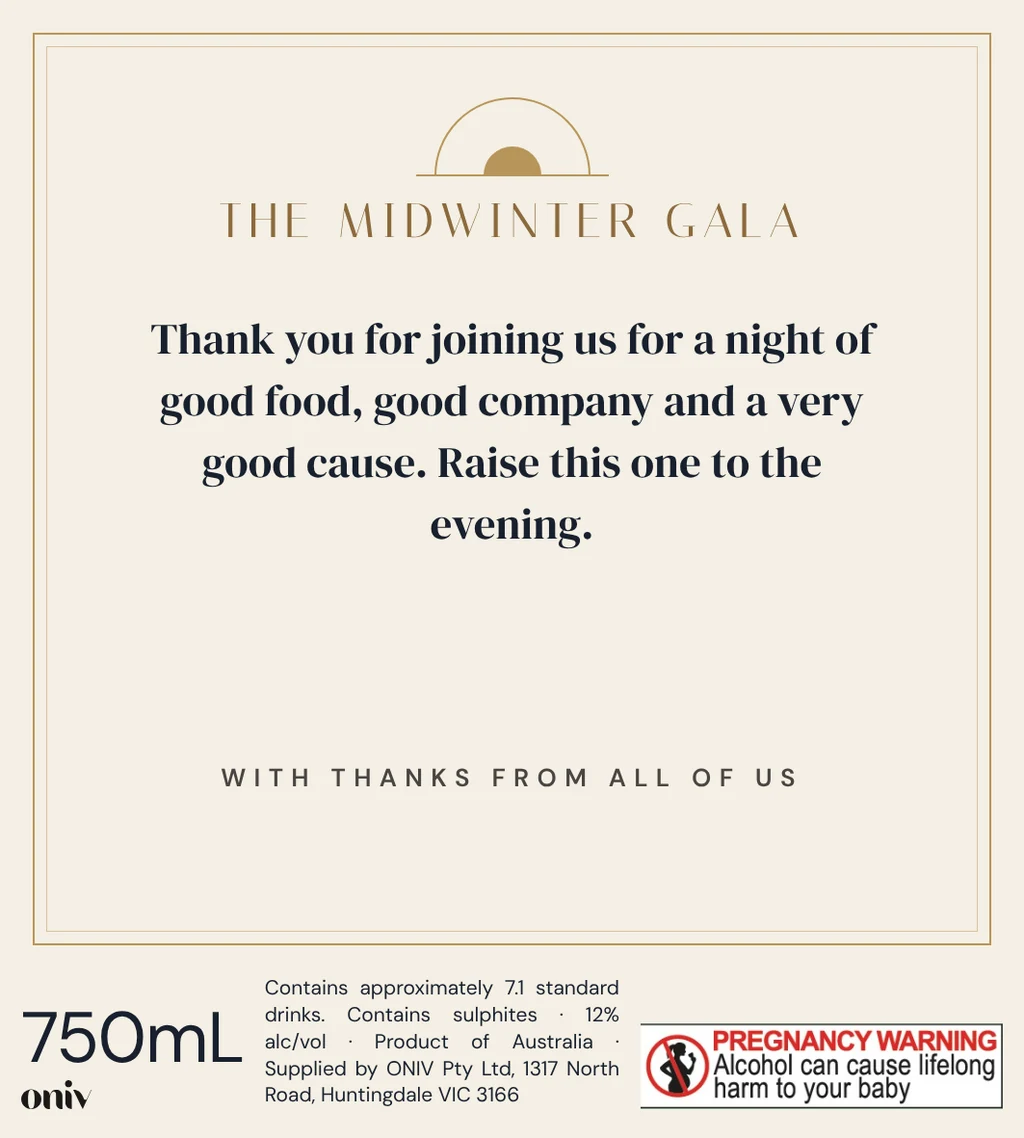 THE MIDWINTER GALA
Thank you for joining us for a night of
good food, good company and a very
good cause. Raise this one to the
evening.
WITH THANKS FROM ALL OF US
750mL
oniv
Contains approximately 7.1 standard
drinks. Contains sulphites · 12%
alc/vol · Product of Australia ·
Supplied by ONIV Pty Ltd, 1317 North
Road, Huntingdale VIC 3166
PREGNANCY WARNING
Alcohol can cause lifelong
harm to your baby